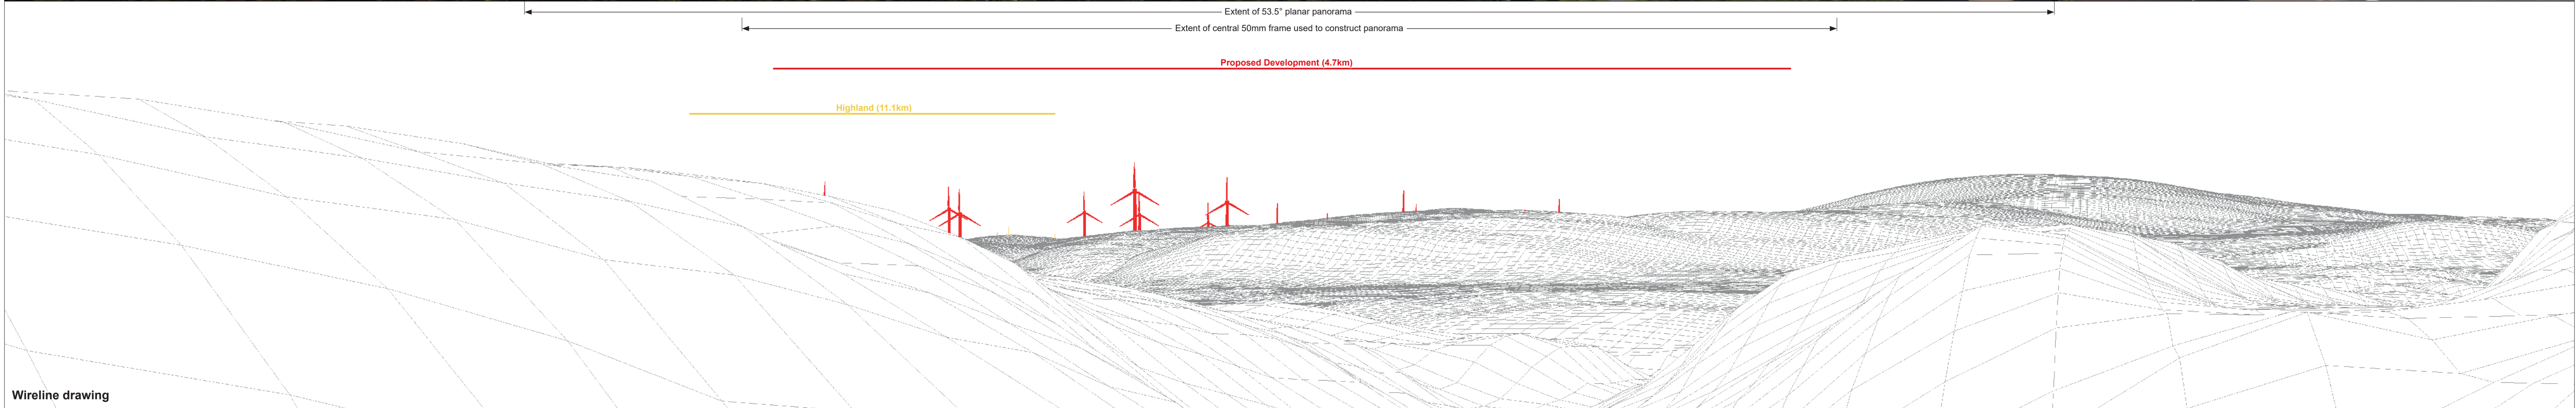 Extent of 53.5° planar panorama
Extent of central 50mm frame used to construct panorama
Proposed Development (4.7km)
Highland (11.1km)
Wireline drawing